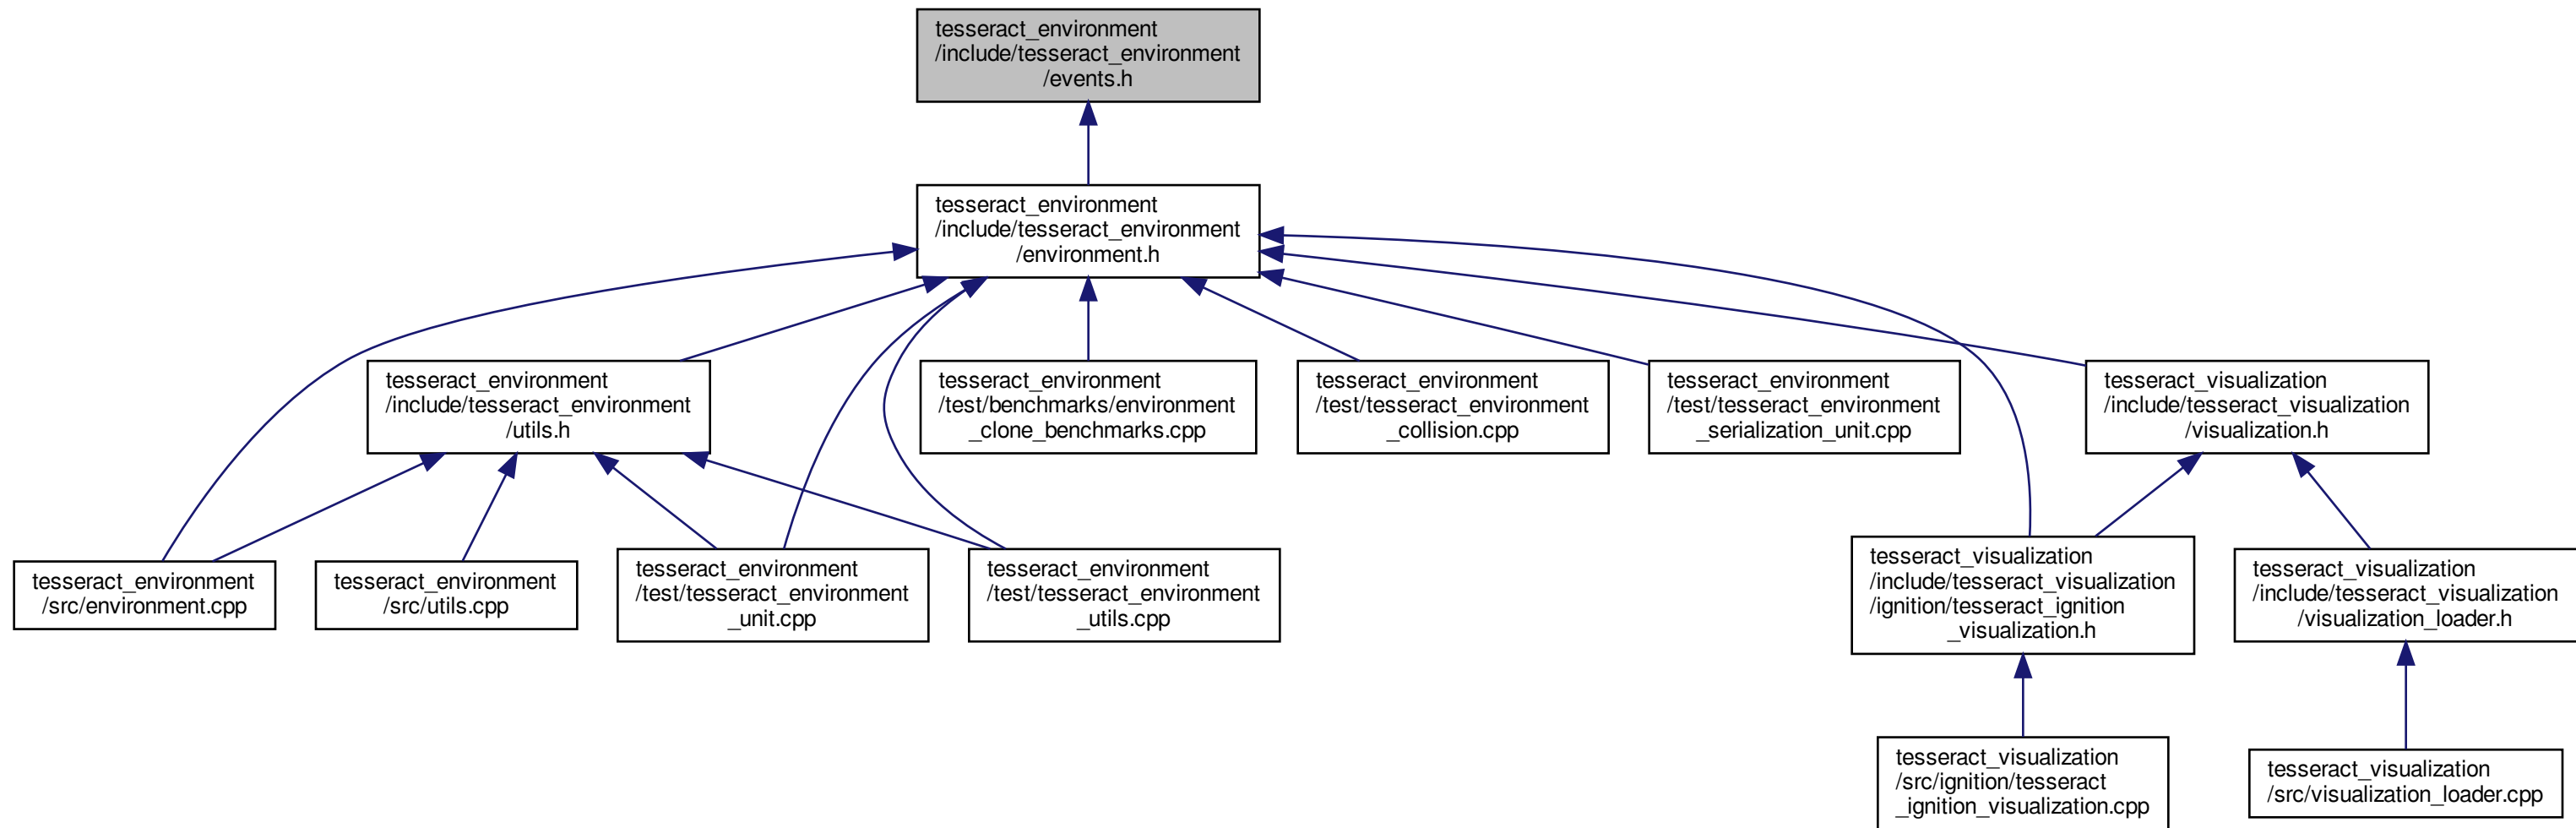 tesseract_environment
/include/tesseract_environment
/events.h
tesseract_environment
/include/tesseract_environment
/environment.h
tesseract_environment
/include/tesseract_environment
/utils.h
tesseract_environment
/test/benchmarks/environment
_clone_benchmarks.cpp
tesseract_environment
/test/tesseract_environment
_collision.cpp
tesseract_environment
/test/tesseract_environment
_serialization_unit.cpp
tesseract_visualization
/include/tesseract_visualization
/visualization.h
tesseract_environment
/src/environment.cpp
tesseract_environment
/src/utils.cpp
tesseract_environment
/test/tesseract_environment
_unit.cpp
tesseract_environment
/test/tesseract_environment
_utils.cpp
tesseract_visualization
/include/tesseract_visualization
/ignition/tesseract_ignition
_visualization.h
tesseract_visualization
/include/tesseract_visualization
/visualization_loader.h
tesseract_visualization
/src/ignition/tesseract
_ignition_visualization.cpp
tesseract_visualization
/src/visualization_loader.cpp